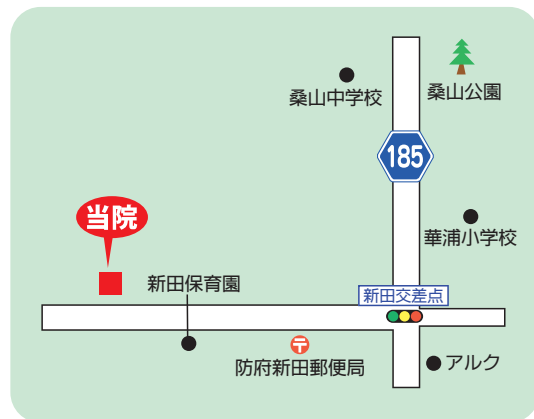 桑山中学校
桑山公園
185
当院
華浦小学校
新田保育園
新田交差点
〒
防府新田郵便局
アルク